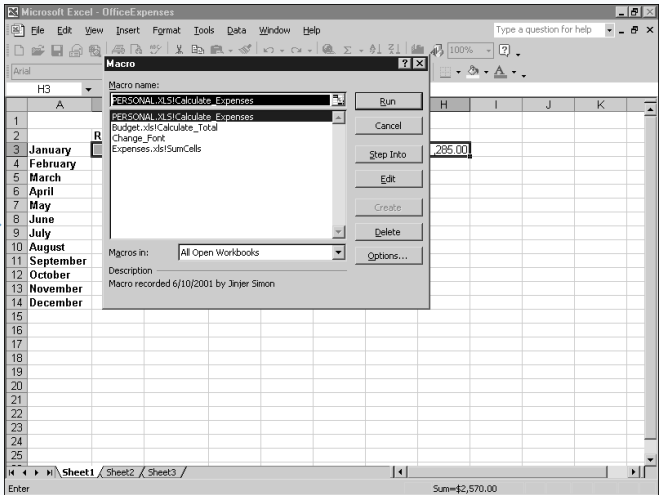 Microsoft Excel - OfficeExpenses
File Edit View Insert Format Tools Data Window Help
Type a question for help
100%
Arial
H3
Macro
Macro name:
PERSONAL.XLS!Calculate_Expenses
PERSONAL.XLS!Calculate_Expenses
Budget.xls!Calculate_Total
Change_Font
Expenses.xls!SumCells
Run
Cancel
Step Into
Edit
Create
Delete
Options...
Macros in: All Open Workbooks
Description
Macro recorded 6/10/2001 by Jinjer Simon
A H I J K
1
2 R
3 January ,285.00
4 February
5 March
6 April
7 May
8 June
9 July
10 August
11 September
12 October
13 November
14 December
15
16
17
18
19
20
21
22
23
24
25
Sheet1 Sheet2 Sheet3
Enter Sum=$2,570.00